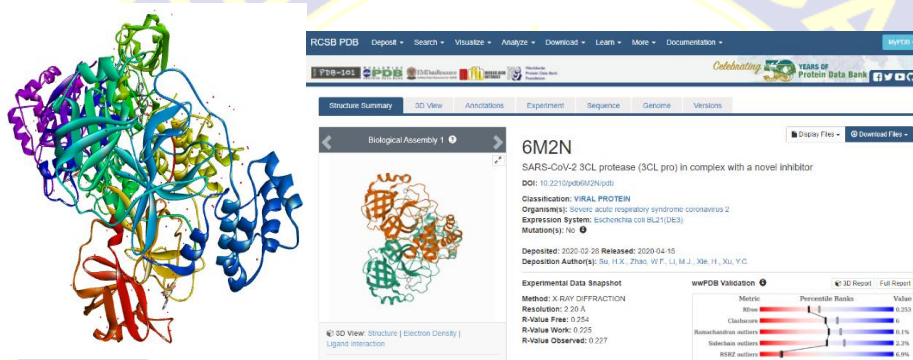 RCSB PDB Deposit Search Visualize Analyze Download Learn More Documentation MyPDB
PDB-101 PDB EMDataResource Worldwide Protein Data Bank Foundation Celebrating YEARS OF Protein Data Bank
Structure Summary 3D View Annotations Experiment Sequence Genome Versions
Biological Assembly 1
Display Files Download Files
6M2N
SARS-CoV-2 3CL protease (3CL pro) in complex with a novel inhibitor
DOI: 10.2210/pdb6M2N/pdb
Classification: VIRAL PROTEIN
Organism(s): Severe acute respiratory syndrome coronavirus 2
Expression System: Escherichia coli BL21(DE3)
Mutation(s): No
Deposited: 2020-02-28 Released: 2020-04-15
Deposition Author(s): Su, H.X., Zhao, W.F., Li, M.J., Xie, H., Xu, Y.C.
Experimental Data Snapshot
Method: X-RAY DIFFRACTION
Resolution: 2.20 Å
R-Value Free: 0.254
R-Value Work: 0.225
R-Value Observed: 0.227
wwPDB Validation 3D Report Full Report
Metric Percentile Ranks Value
Rfree 0.253
Clashscore 6
Ramachandran outliers 0.1%
Sidechain outliers 2.3%
RSRZ outliers 6.9%
3D View: Structure | Electron Density |
Ligand Interaction